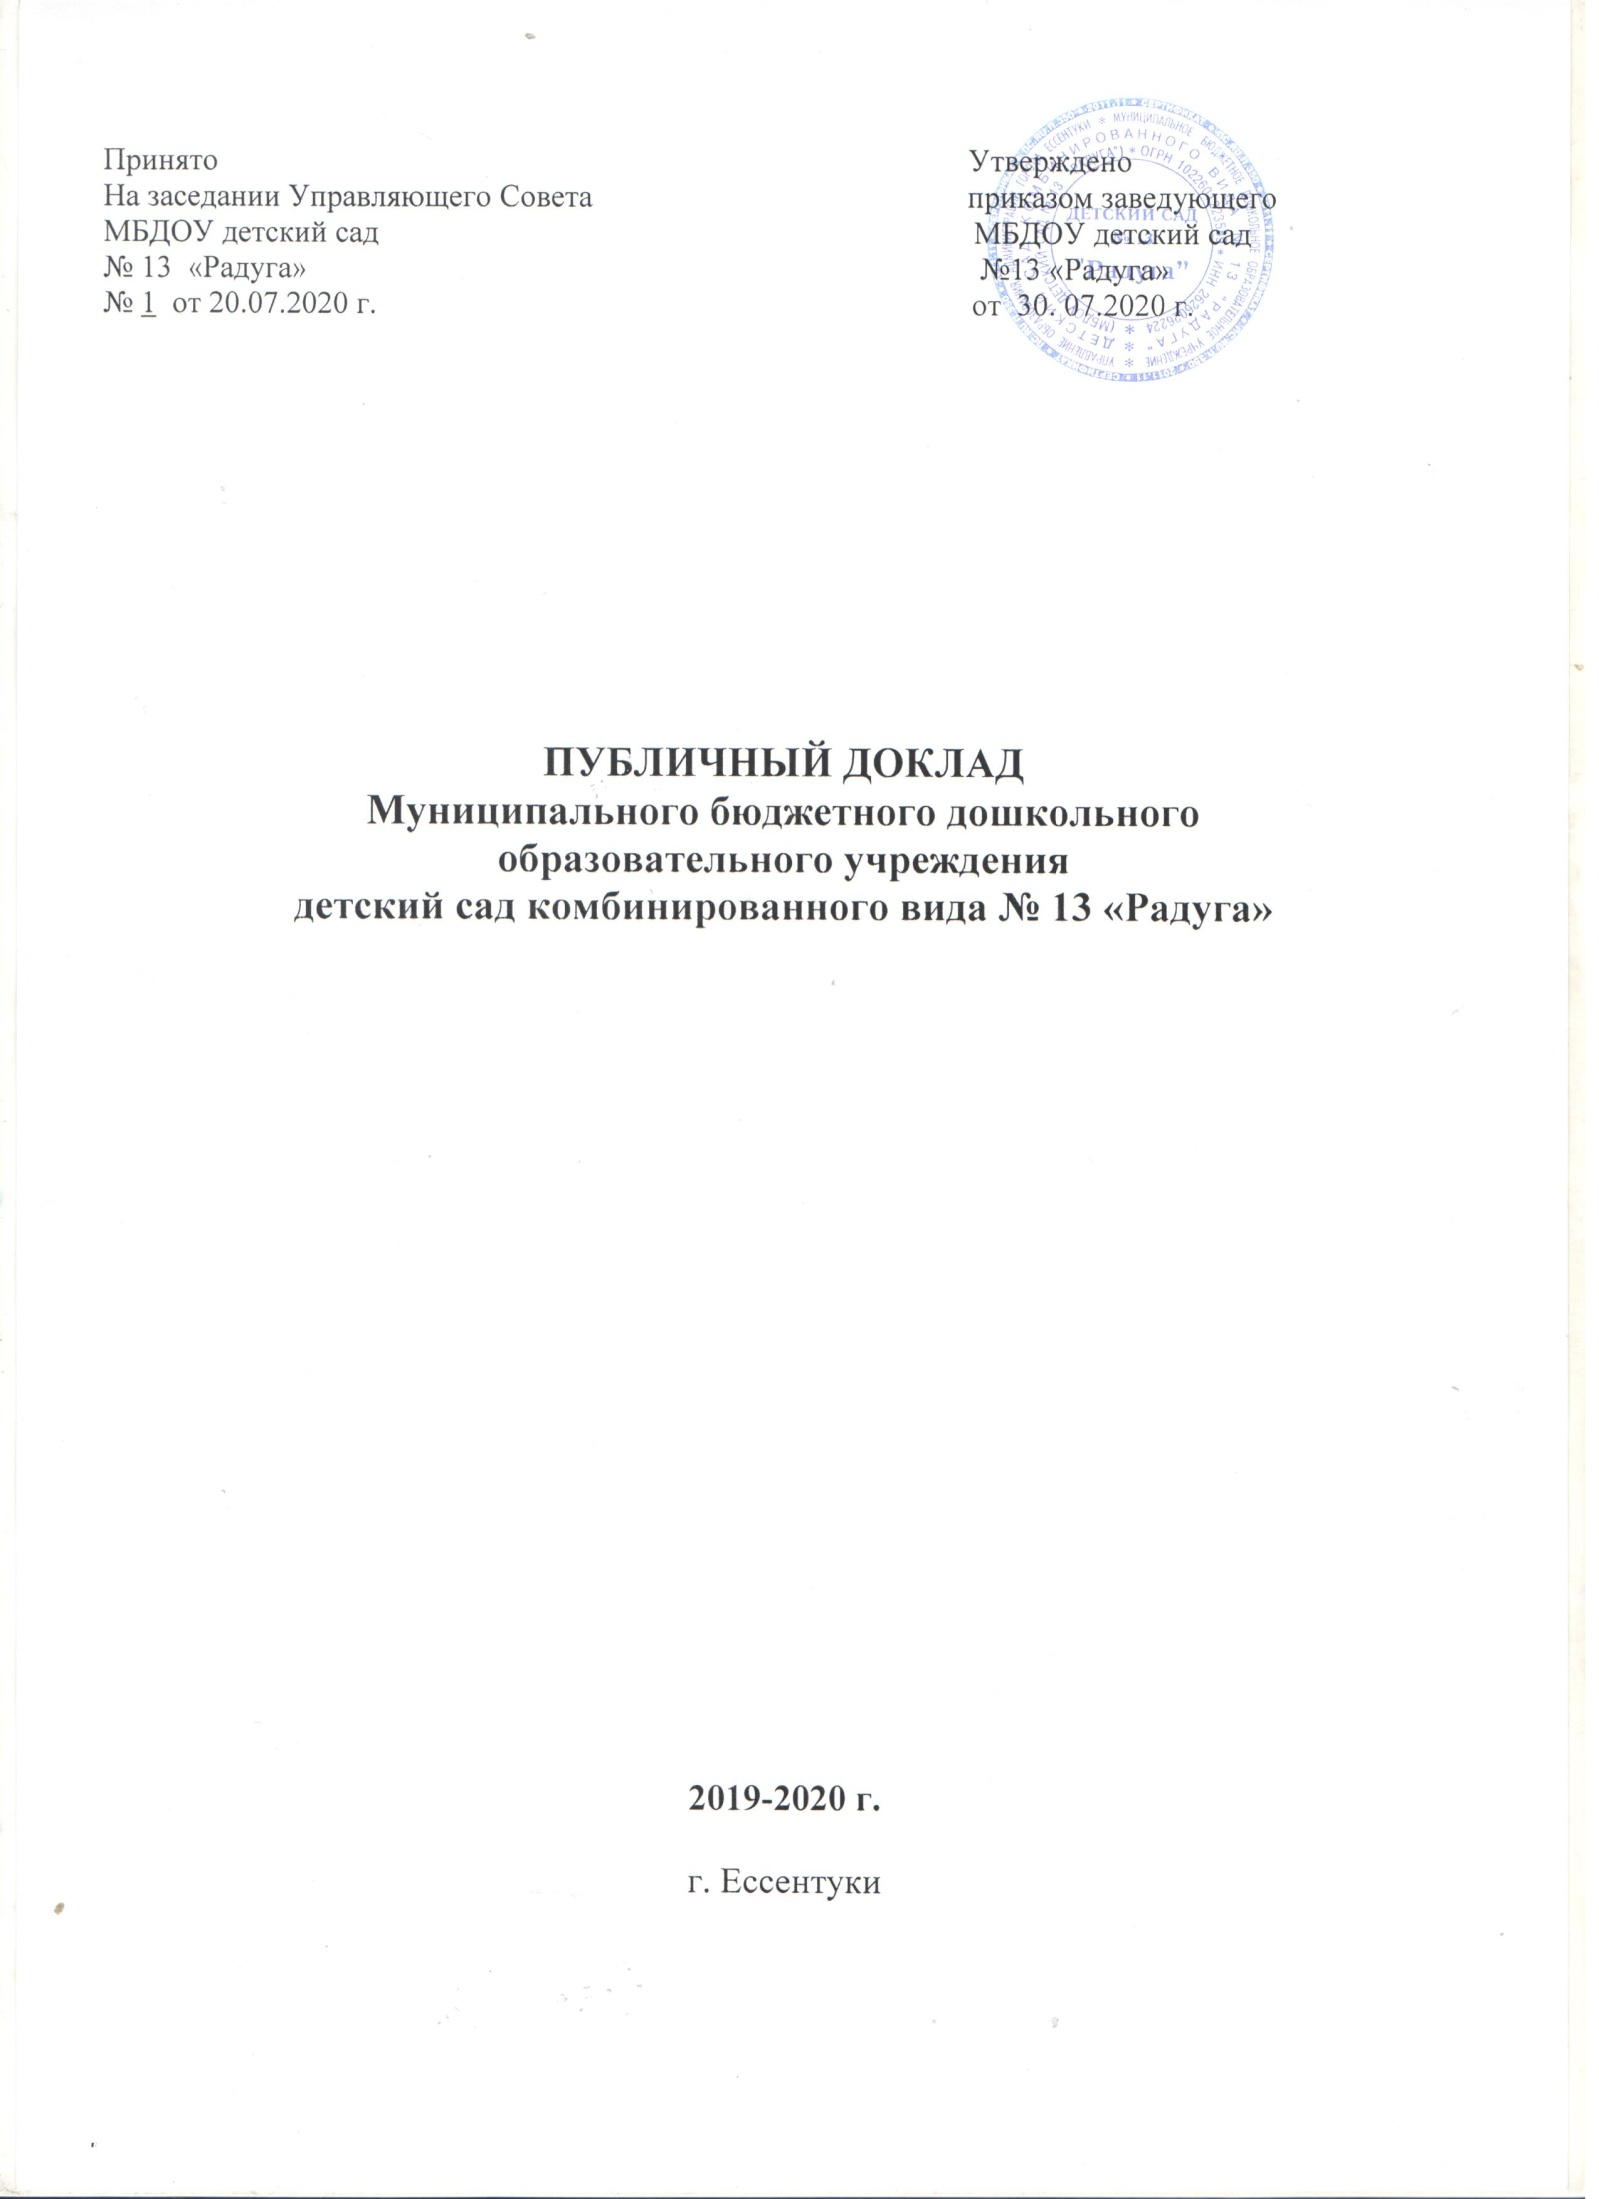 Принято
На заседании Управляющего Совета
МБДОУ детский сад
№ 13 «Радуга»
№ 1 от 20.07.2020 г.
Утверждено
приказом заведующего
МБДОУ детский сад
№13 «Радуга»
от 30. 07.2020 г.
ДЕТСКИЙ САД
ПУБЛИЧНЫЙ ДОКЛАД
Муниципального бюджетного дошкольного
образовательного учреждения
детский сад комбинированного вида № 13 «Радуга»
2019-2020 г.
г. Ессентуки